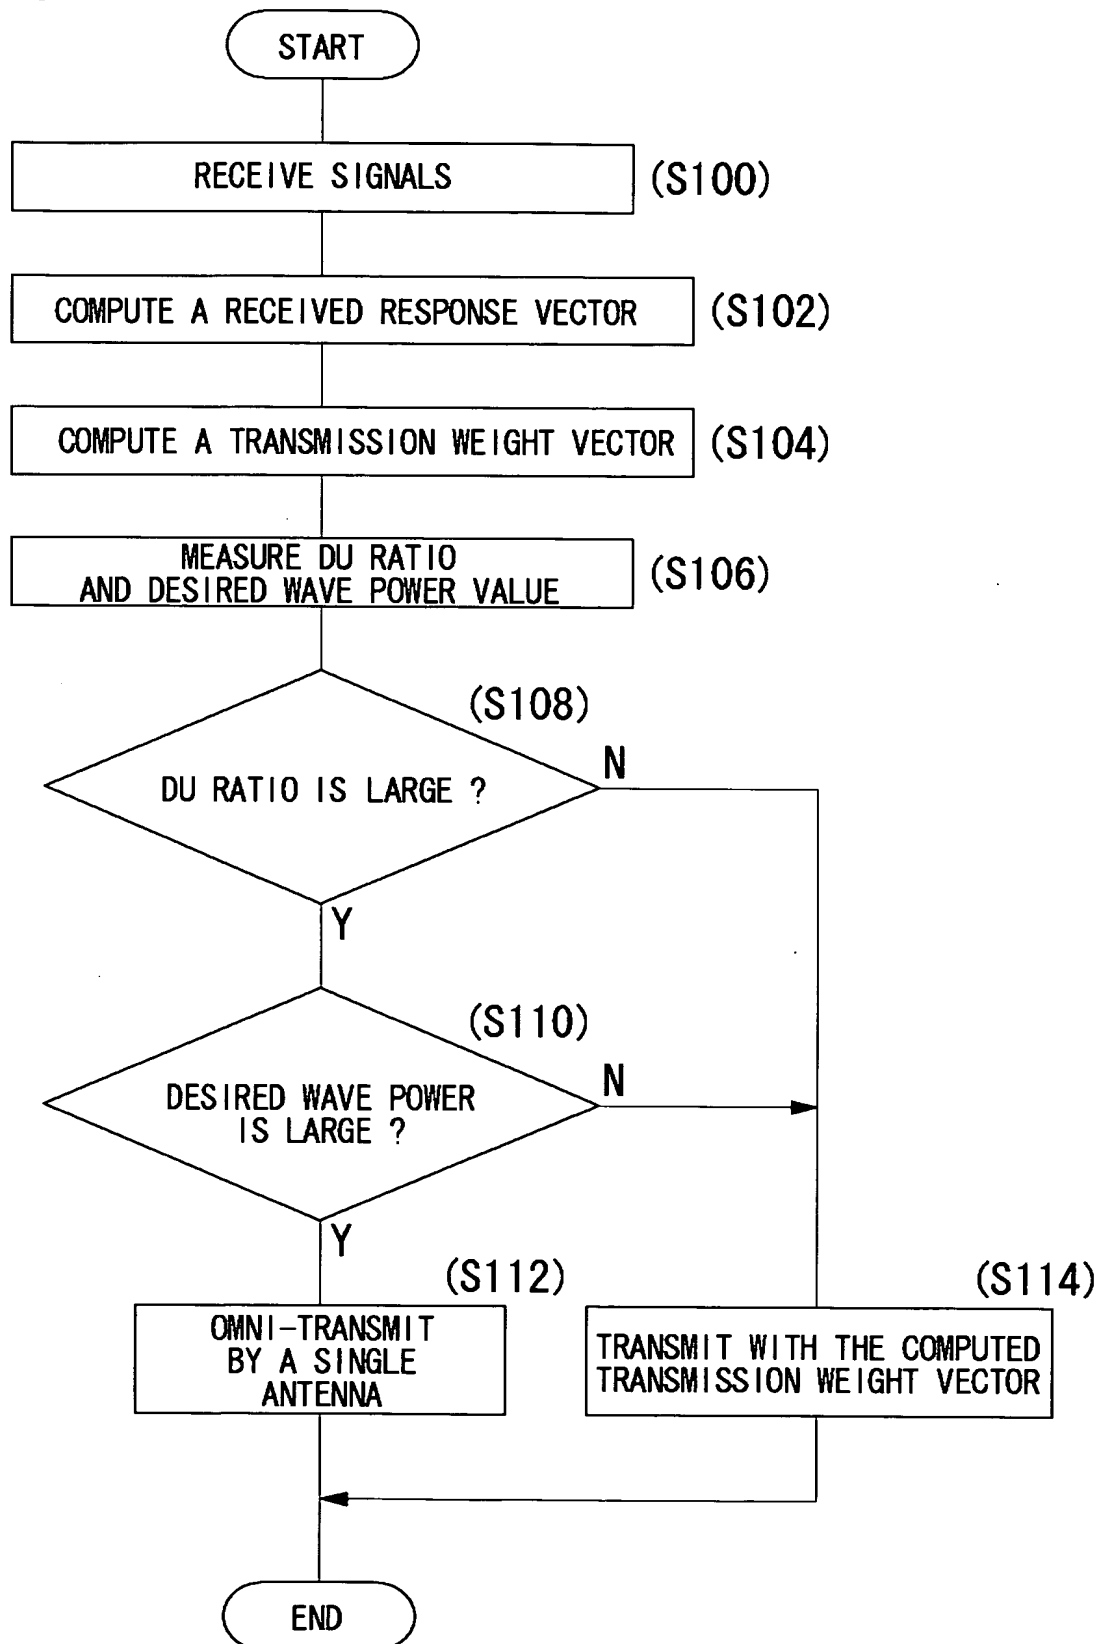 START
RECEIVE SIGNALS
(S100)
COMPUTE A RECEIVED RESPONSE VECTOR
(S102)
COMPUTE A TRANSMISSION WEIGHT VECTOR
(S104)
MEASURE DU RATIO
AND DESIRED WAVE POWER VALUE
(S106)
(S108)
DU RATIO IS LARGE ?
N
Y
(S110)
DESIRED WAVE POWER
IS LARGE ?
N
Y
(S112)
OMNI-TRANSMIT
BY A SINGLE
ANTENNA
(S114)
TRANSMIT WITH THE COMPUTED
TRANSMISSION WEIGHT VECTOR
END